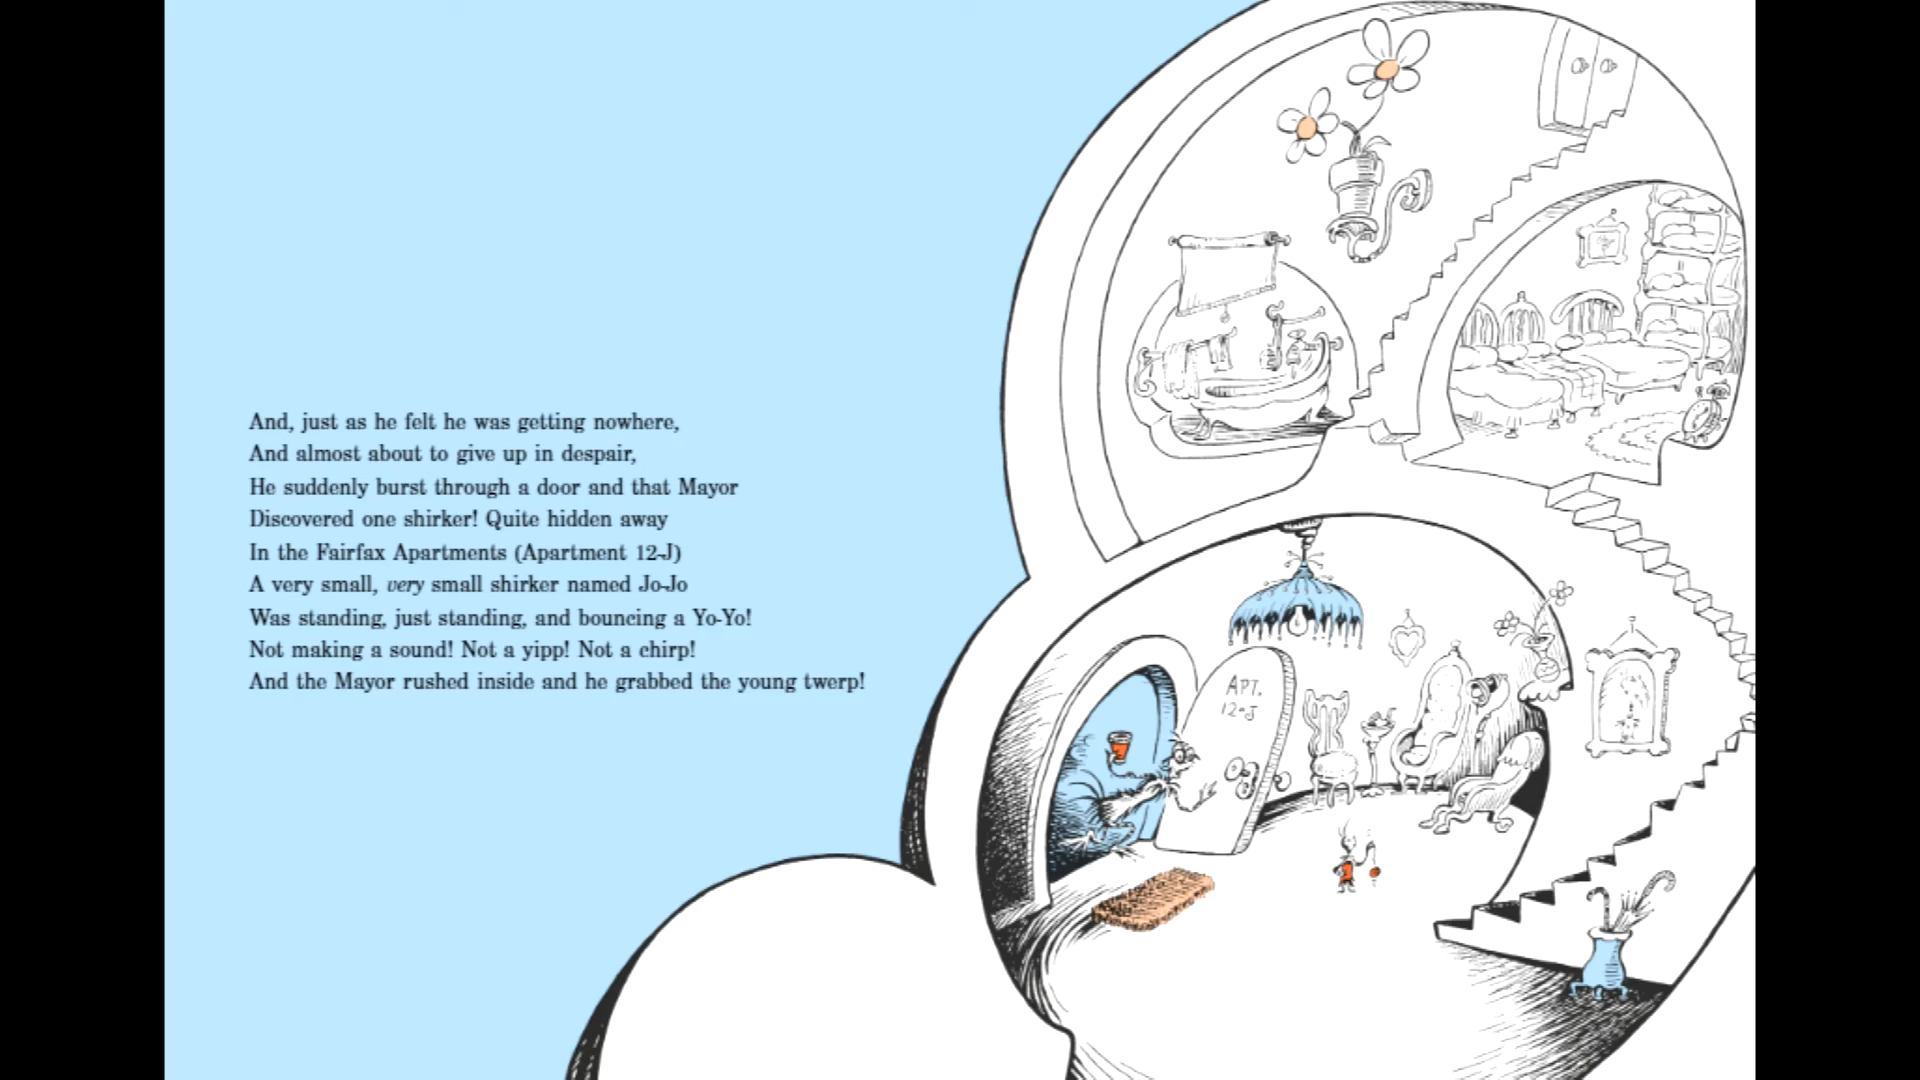 And, just as he felt he was getting nowhere,
And almost about to give up in despair,
He suddenly burst through a door and that Mayor
Discovered one shirker! Quite hidden away
In the Fairfax Apartments (Apartment 12-J)
A very small, very small shirker named Jo-Jo
Was standing, just standing, and bouncing a Yo-Yo!
Not making a sound! Not a yipp! Not a chirp!
And the Mayor rushed inside and he grabbed the young twerp!
APT.
12-J